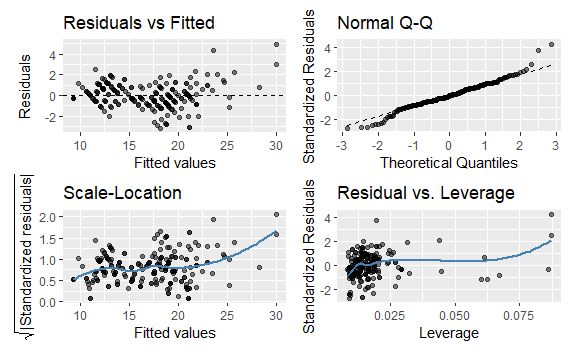 Residuals vs Fitted
Residuals
4
2
0
-2
10 15 20 25 30
Fitted values
Normal Q-Q
Standardized Residuals
4
2
0
-2
-3 -2 -1 0 1 2 3
Theoretical Quantiles
Scale-Location
√|Standardized residuals|
2.0
1.5
1.0
0.5
0.0
10 15 20 25 30
Fitted values
Residual vs. Leverage
Standardized Residuals
4
2
0
-2
0.025 0.050 0.075
Leverage